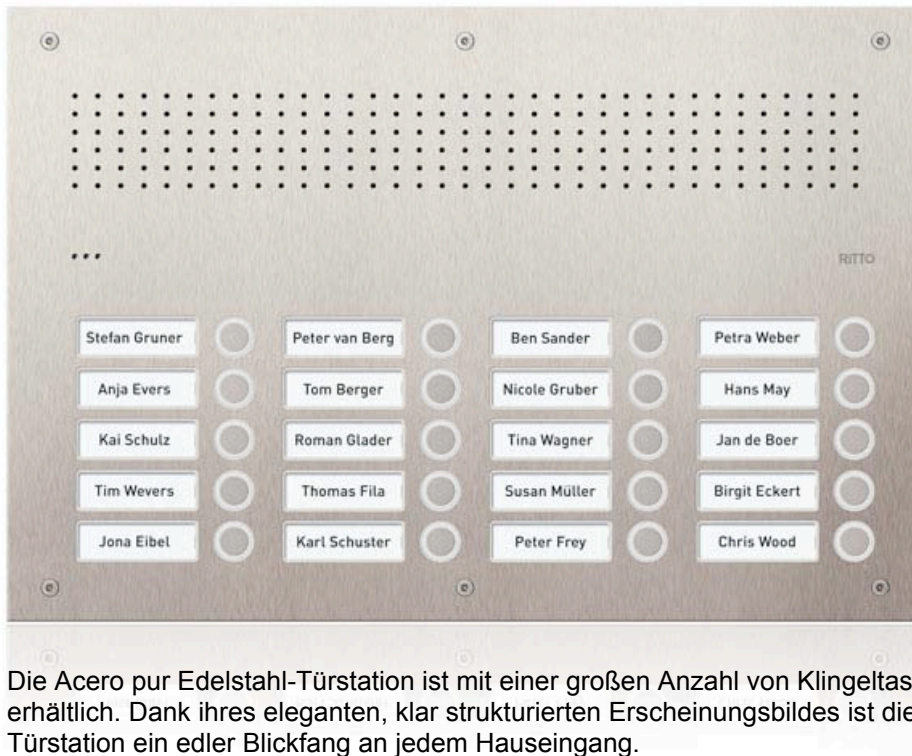 RITTO
Stefan Gruner Peter van Berg Ben Sander Petra Weber
Anja Evers Tom Berger Nicole Gruber Hans May
Kai Schulz Roman Glader Tina Wagner Jan de Boer
Tim Wevers Thomas Fila Susan Müller Birgit Eckert
Jona Eibel Karl Schuster Peter Frey Chris Wood
Die Acero pur Edelstahl-Türstation ist mit einer großen Anzahl von Klingeltas
erhältlich. Dank ihres eleganten, klar strukturierten Erscheinungsbildes ist die
Türstation ein edler Blickfang an jedem Hauseingang.